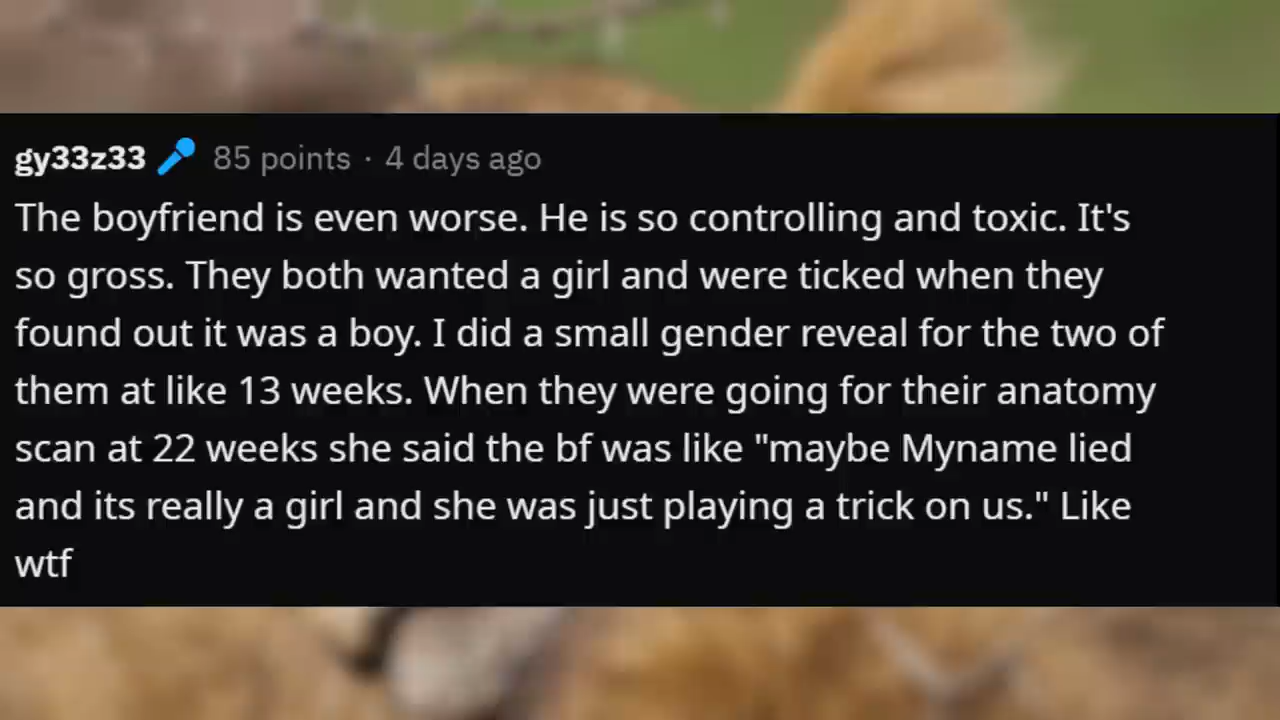 gy33z33 85 points · 4 days ago
The boyfriend is even worse. He is so controlling and toxic. It's
so gross. They both wanted a girl and were ticked when they
found out it was a boy. I did a small gender reveal for the two of
them at like 13 weeks. When they were going for their anatomy
scan at 22 weeks she said the bf was like "maybe Myname lied
and its really a girl and she was just playing a trick on us." Like
wtf